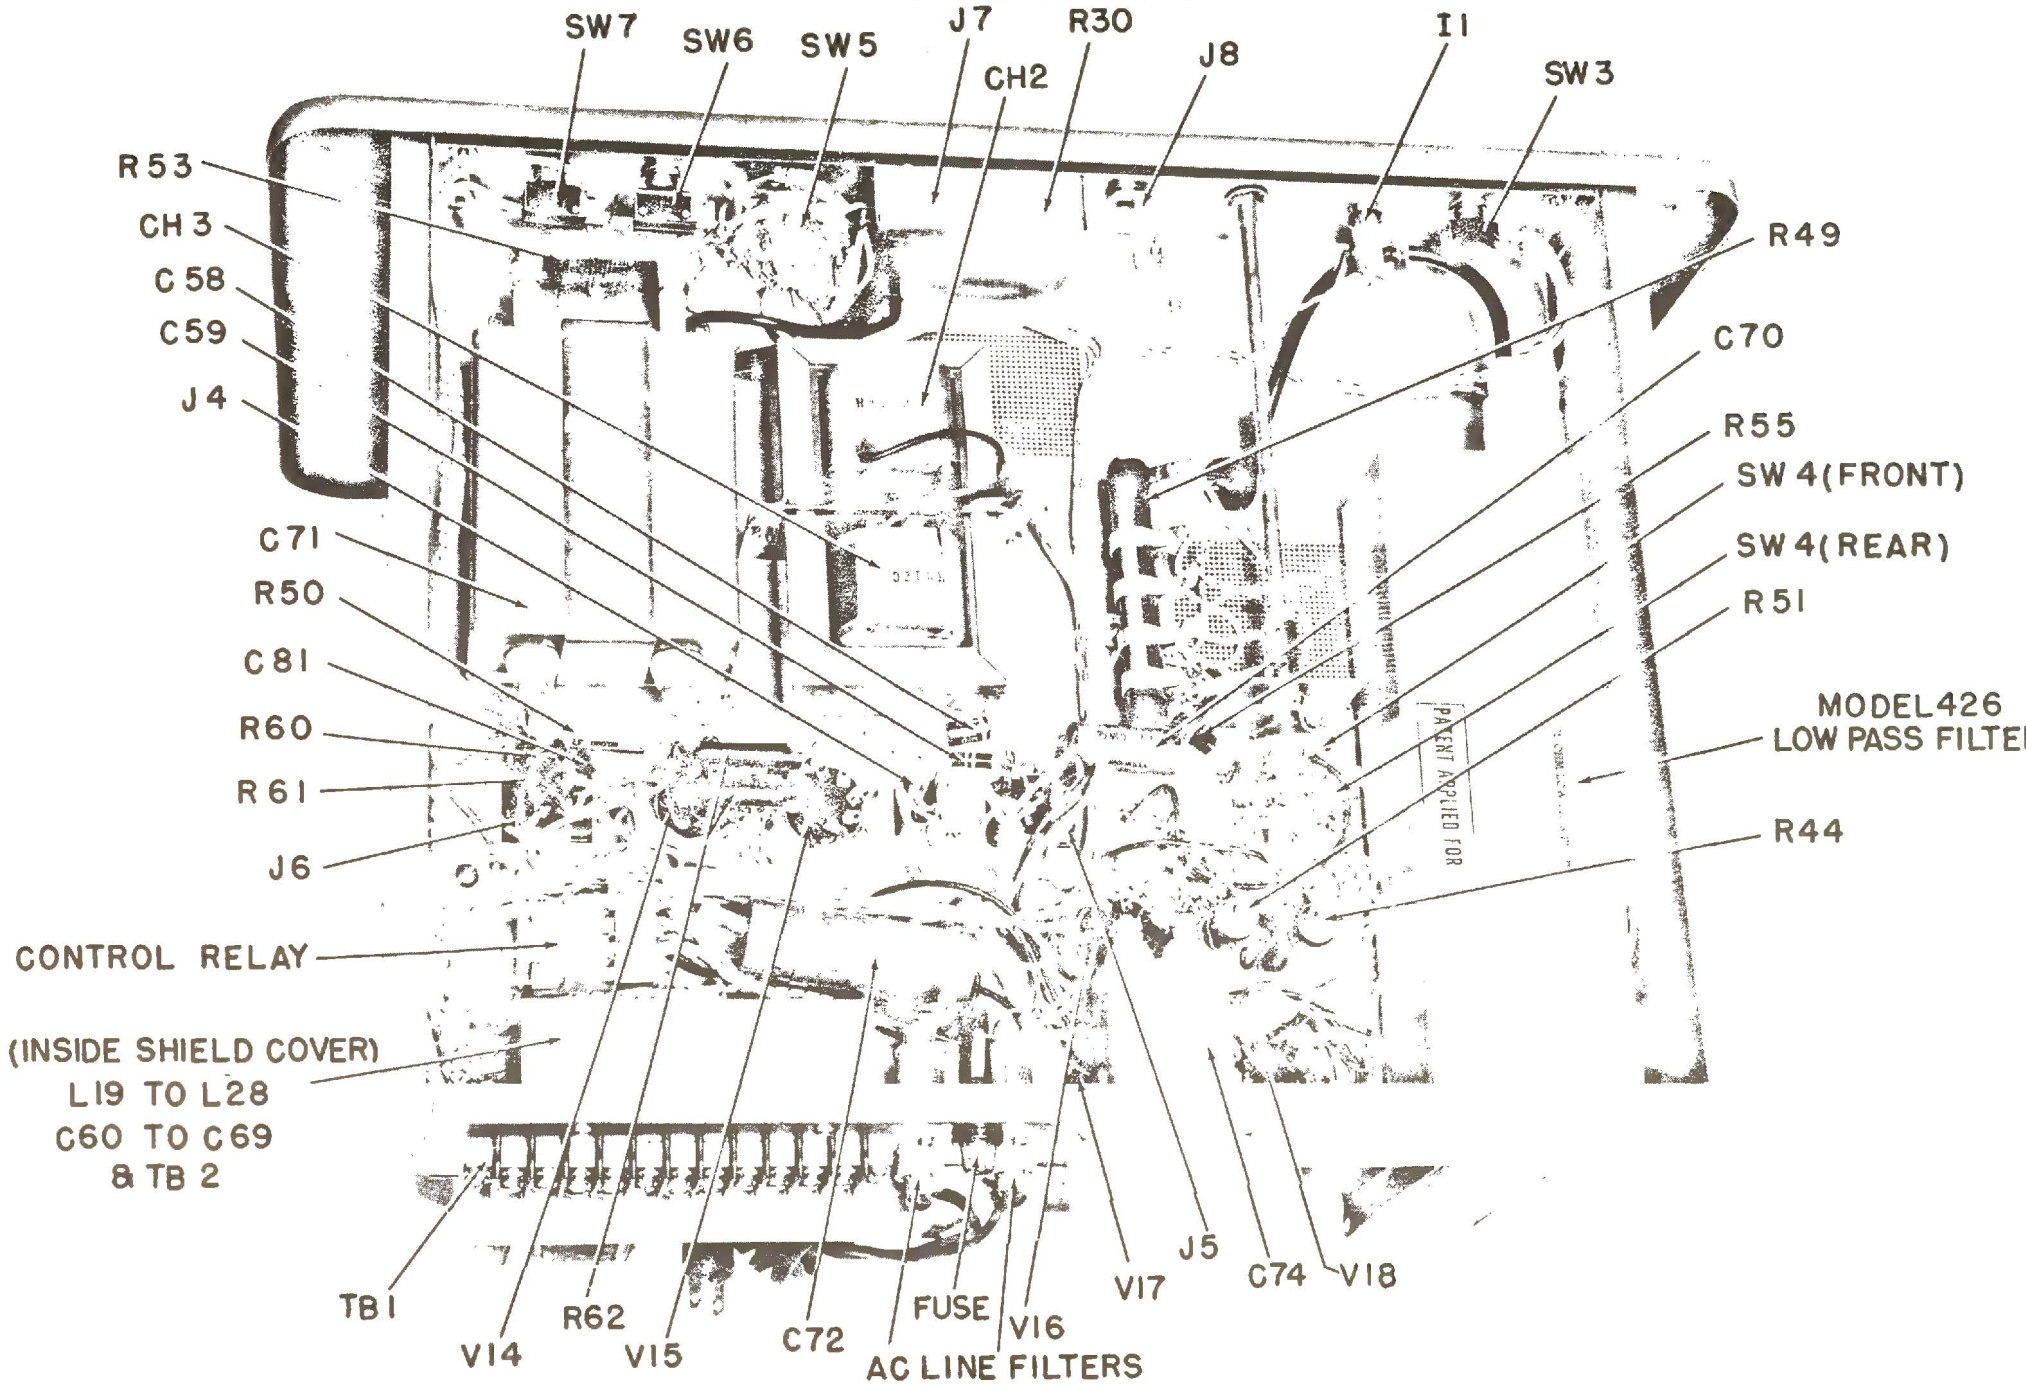 SW7
SW6
SW5
J7
CH2
R30
J8
I1
SW3
R53
CH3
C58
C59
J4
C71
R50
C81
R60
R61
J6
CONTROL RELAY
(INSIDE SHIELD COVER)
L19 TO L28
C60 TO C69
& TB 2
R49
C70
R55
SW4(FRONT)
SW4(REAR)
R51
MODEL 426
LOW PASS FILTE
R44
PATENT APPLIED FOR
TB1
V14
R62
V15
C72
FUSE
AC LINE FILTERS
V16
V17
J5
C74
V18